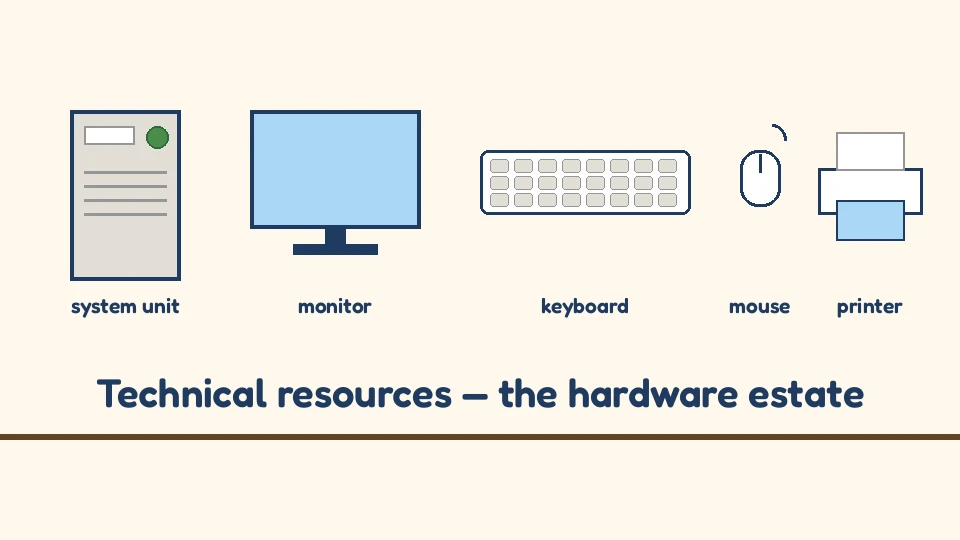 system unit
monitor
keyboard
mouse
printer
Technical resources — the hardware estate